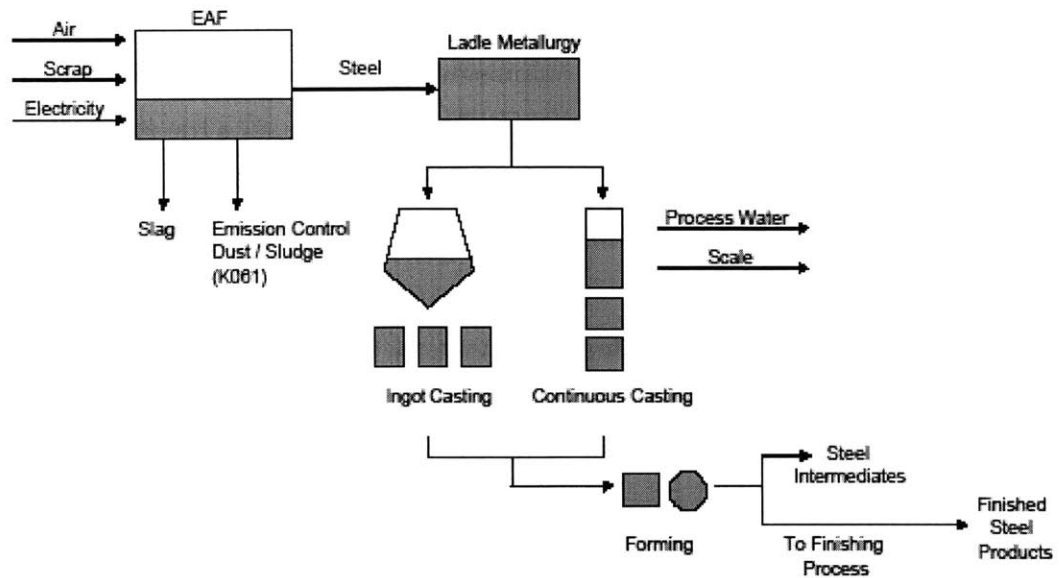 EAF
Air
Scrap
Electricity
Steel
Ladle Metallurgy
Slag
Emission Control
Dust / Sludge
(K061)
Process Water
Scale
Ingot Casting
Continuous Casting
Steel
Intermediates
Forming
To Finishing
Process
Finished
Steel
Products